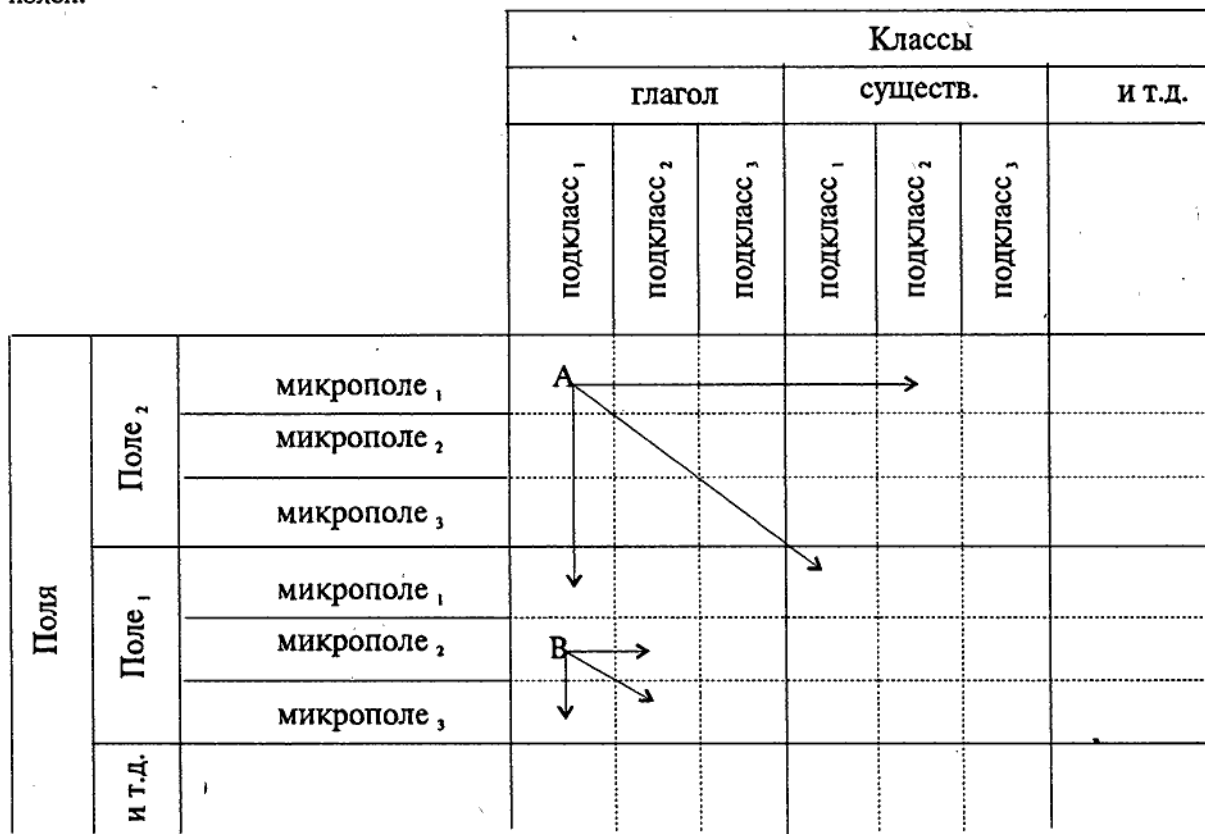 Классы
глагол существ. и т.д.
подкласс ₁ подкласс ₂ подкласс ₃ подкласс ₁ подкласс ₂ подкласс ₃
Поля
Поле ₂
микрополе ₁ A
микрополе ₂
микрополе ₃
Поле ₁
микрополе ₁
микрополе ₂ B
микрополе ₃
и т.д.